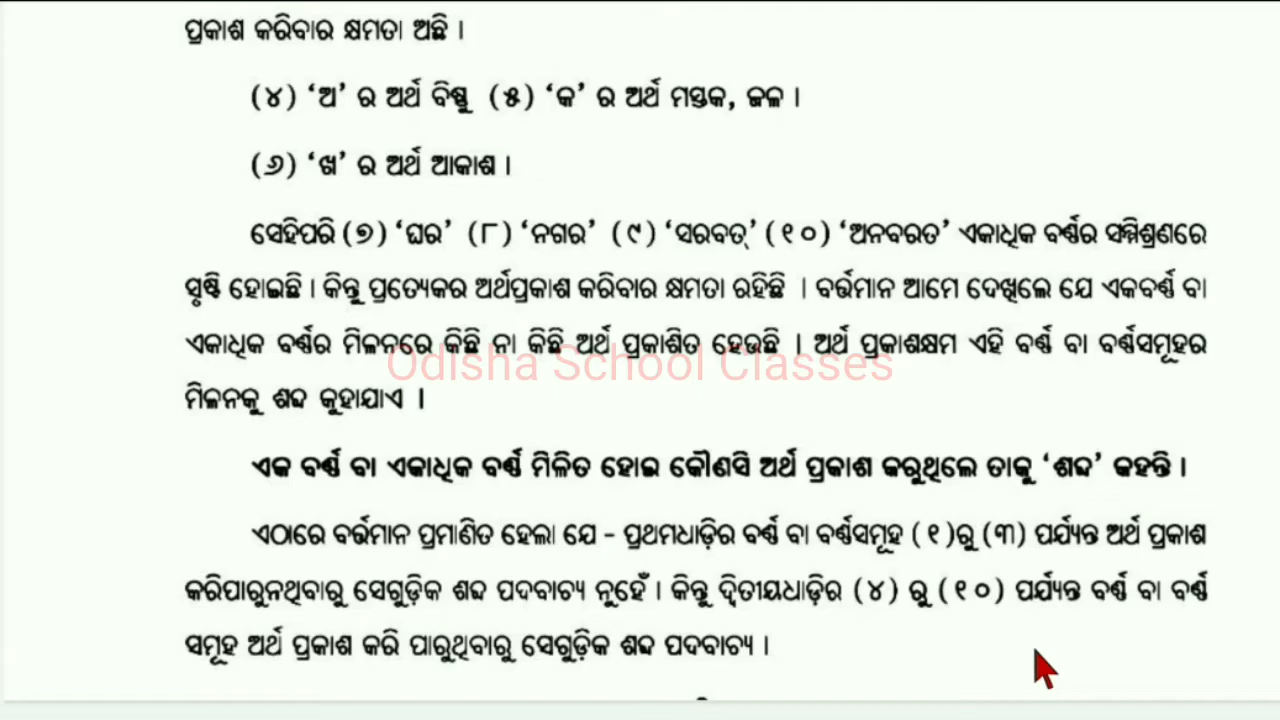 ପ୍ରକାଶ କରିବାର କ୍ଷମତା ଅଛି ।
(୪) ‘ଅ’ ର ଅର୍ଥ ବିଷ୍ଣୁ (୫) ‘କ’ ର ଅର୍ଥ ମସ୍ତକ, ଜଳ ।
(୬) ‘ଖ’ ର ଅର୍ଥ ଆକାଶ ।
ସେହିପରି (୭) ‘ଘର’ (୮) ‘ନଗର’ (୯) ‘ସରବତ୍’ (୧୦) ‘ଅନବରତ’ ଏକାଧିକ ବର୍ଣ୍ଣର ସମ୍ମିଶ୍ରଣରେ
ସୃଷ୍ଟି ହୋଇଛି । କିନ୍ତୁ ପ୍ରତ୍ୟେକର ଅର୍ଥପ୍ରକାଶ କରିବାର କ୍ଷମତା ରହିଛି । ବର୍ତ୍ତମାନ ଆମେ ଦେଖିଲେ ଯେ ଏକବର୍ଣ୍ଣ ବା
ଏକାଧିକ ବର୍ଣ୍ଣର ମିଳନରେ କିଛି ନା କିଛି ଅର୍ଥ ପ୍ରକାଶିତ ହେଉଛି । ଅର୍ଥ ପ୍ରକାଶକ୍ଷମ ଏହି ବର୍ଣ୍ଣ ବା ବର୍ଣ୍ଣସମୂହର
Odisha School Classes
ମିଳନକୁ ଶବ୍ଦ କୁହାଯାଏ ।
ଏକ ବର୍ଣ୍ଣ ବା ଏକାଧିକ ବର୍ଣ୍ଣ ମିଳିତ ହୋଇ କୌଣସି ଅର୍ଥ ପ୍ରକାଶ କରୁଥିଲେ ତାକୁ ‘ଶବ୍ଦ’ କହନ୍ତି ।
ଏଠାରେ ବର୍ତ୍ତମାନ ପ୍ରମାଣିତ ହେଲା ଯେ - ପ୍ରଥମଧାଡ଼ିର ବର୍ଣ୍ଣ ବା ବର୍ଣ୍ଣସମୂହ (୧)ରୁ (୩) ପର୍ଯ୍ୟନ୍ତ ଅର୍ଥ ପ୍ରକାଶ
କରିପାରୁନଥିବାରୁ ସେଗୁଡ଼ିକ ଶବ୍ଦ ପଦବାଚ୍ୟ ନୁହେଁ । କିନ୍ତୁ ଦ୍ୱିତୀୟଧାଡ଼ିର (୪) ରୁ (୧୦) ପର୍ଯ୍ୟନ୍ତ ବର୍ଣ୍ଣ ବା ବର୍ଣ୍ଣ
ସମୂହ ଅର୍ଥ ପ୍ରକାଶ କରି ପାରୁଥିବାରୁ ସେଗୁଡ଼ିକ ଶବ୍ଦ ପଦବାଚ୍ୟ ।